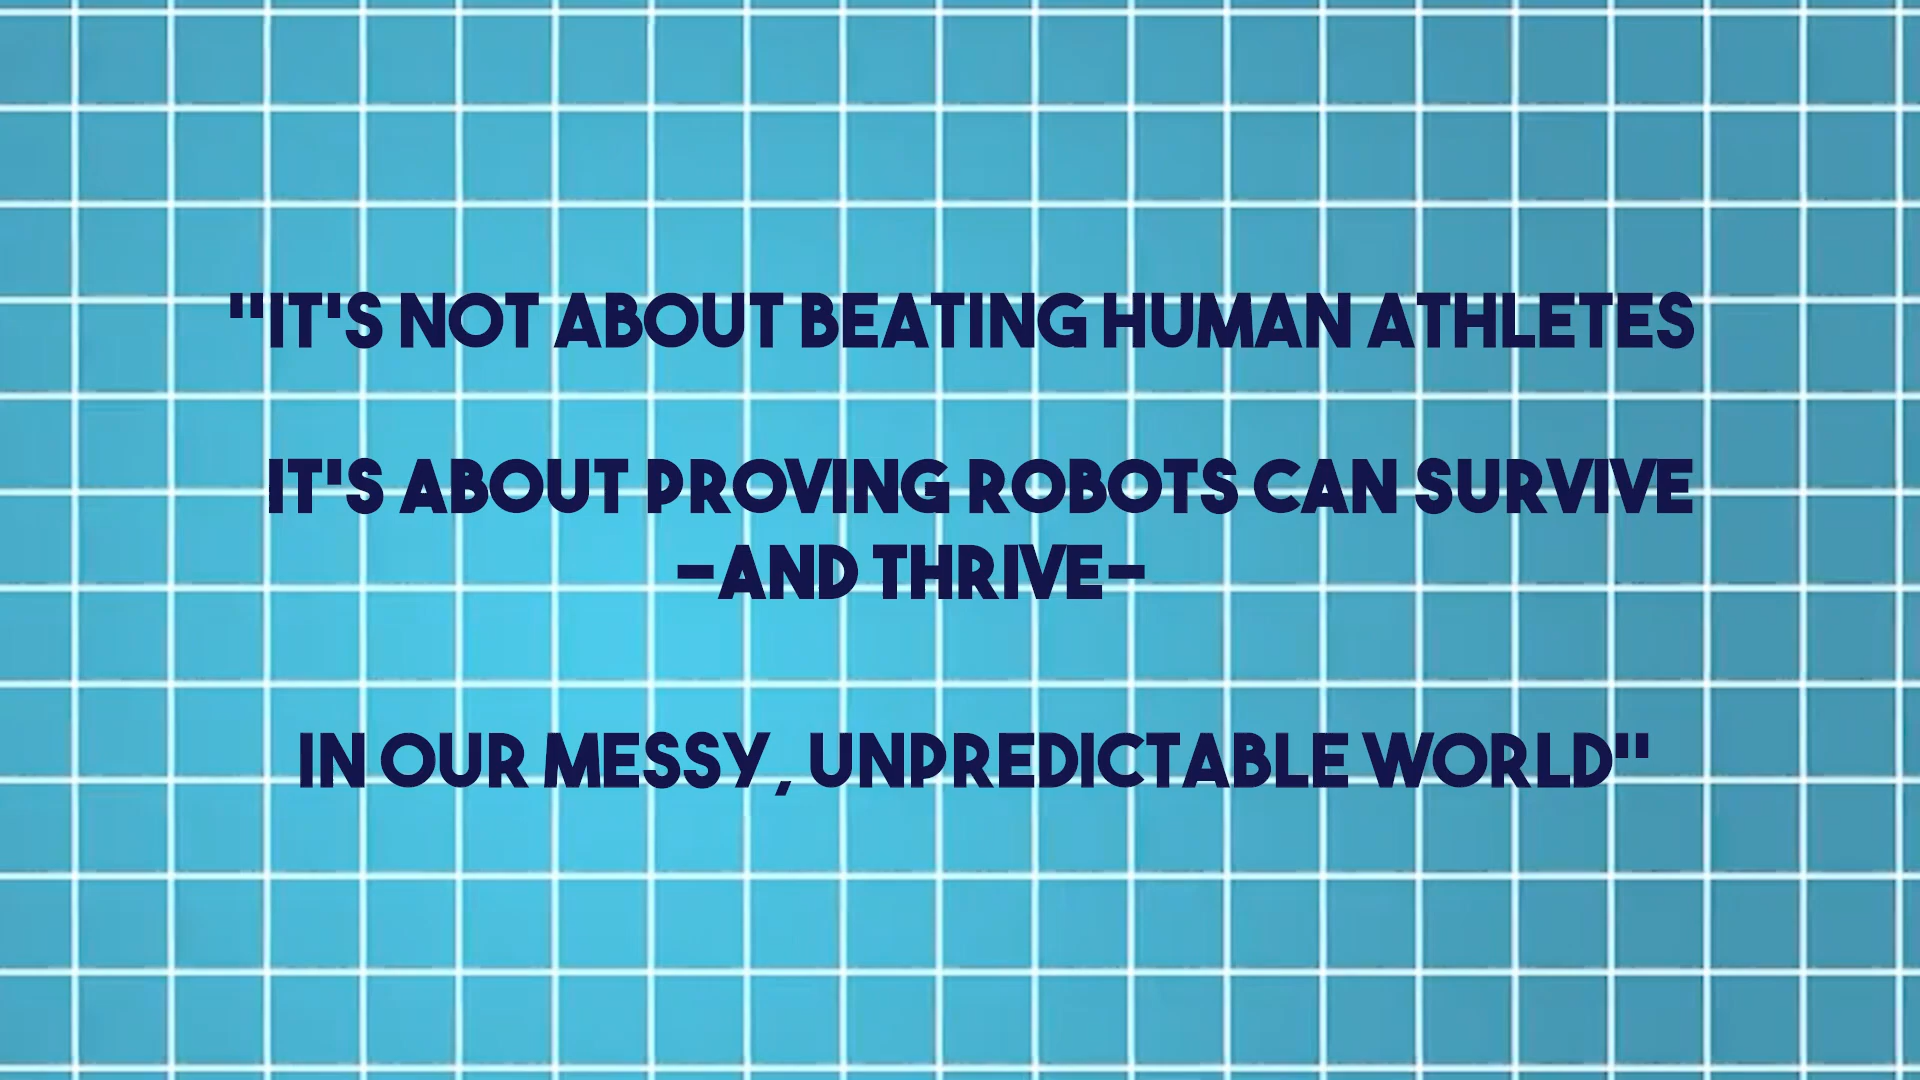 "IT'S NOT ABOUT BEATING HUMAN ATHLETES
IT'S ABOUT PROVING ROBOTS CAN SURVIVE
-AND THRIVE-
IN OUR MESSY, UNPREDICTABLE WORLD"